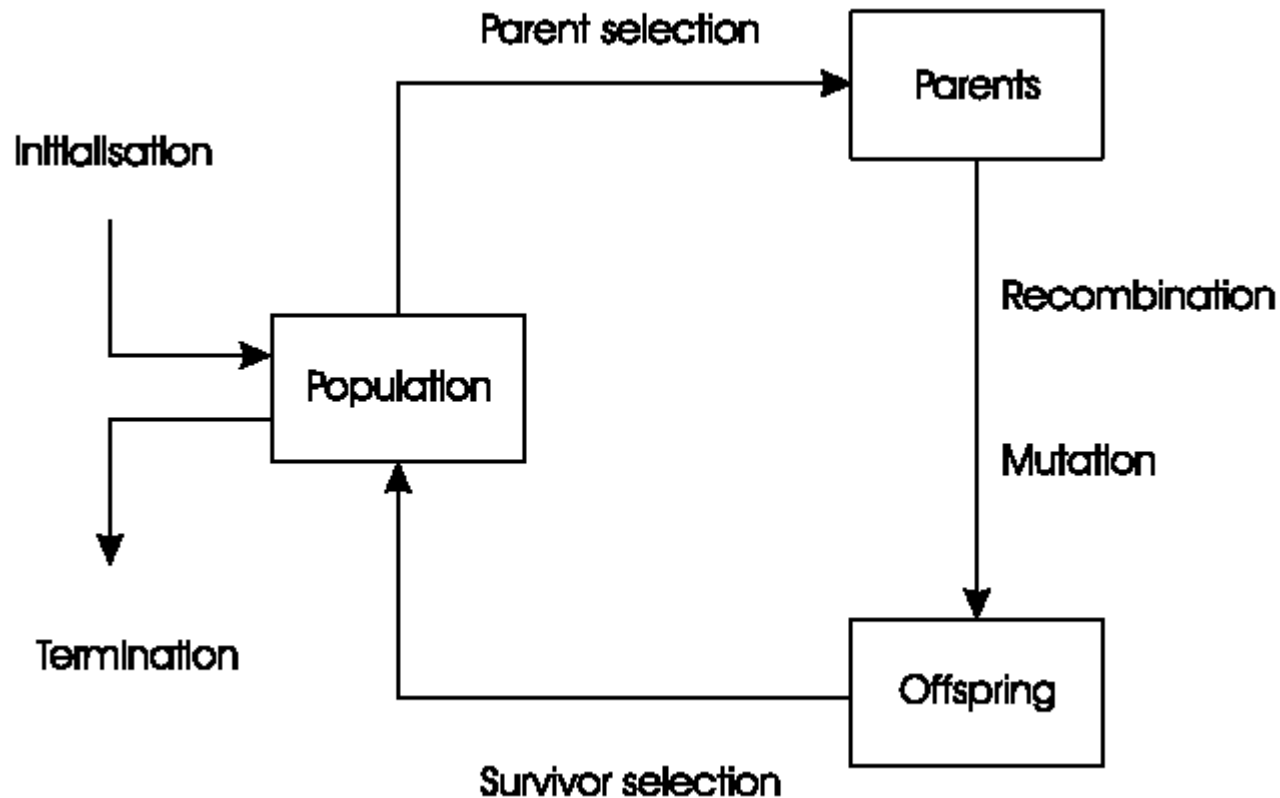 Parent selection
Parents
Initialisation
Recombination
Population
Mutation
Termination
Offspring
Survivor selection